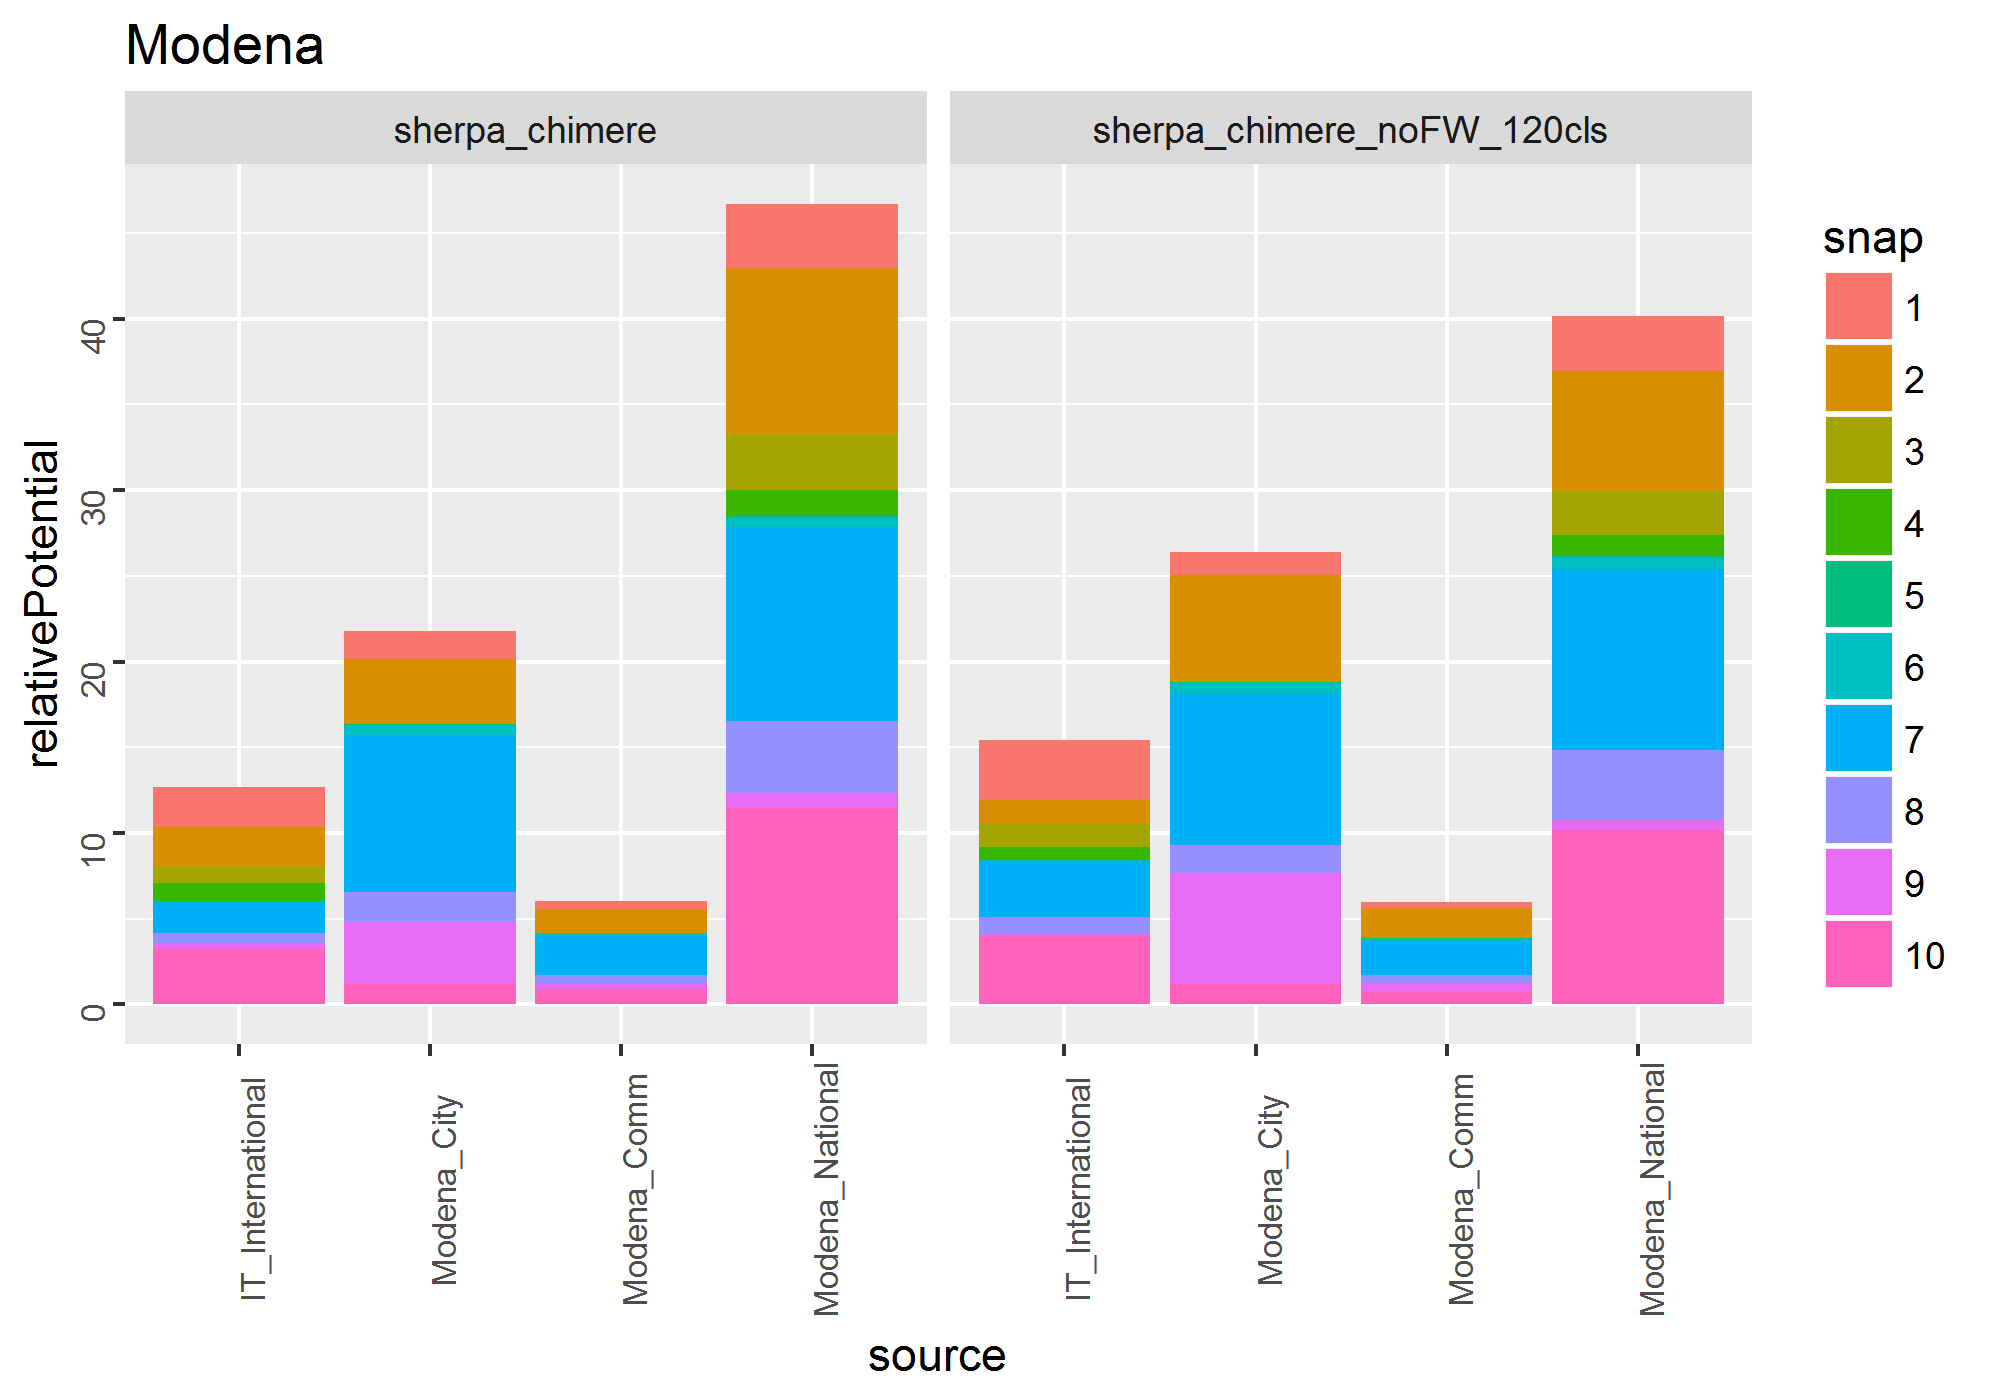 Modena
sherpa_chimere
sherpa_chimere_noFW_120cls
relativePotential
40
30
20
10
0
IT_International
Modena_City
Modena_Comm
Modena_National
IT_International
Modena_City
Modena_Comm
Modena_National
source
snap
1
2
3
4
5
6
7
8
9
10